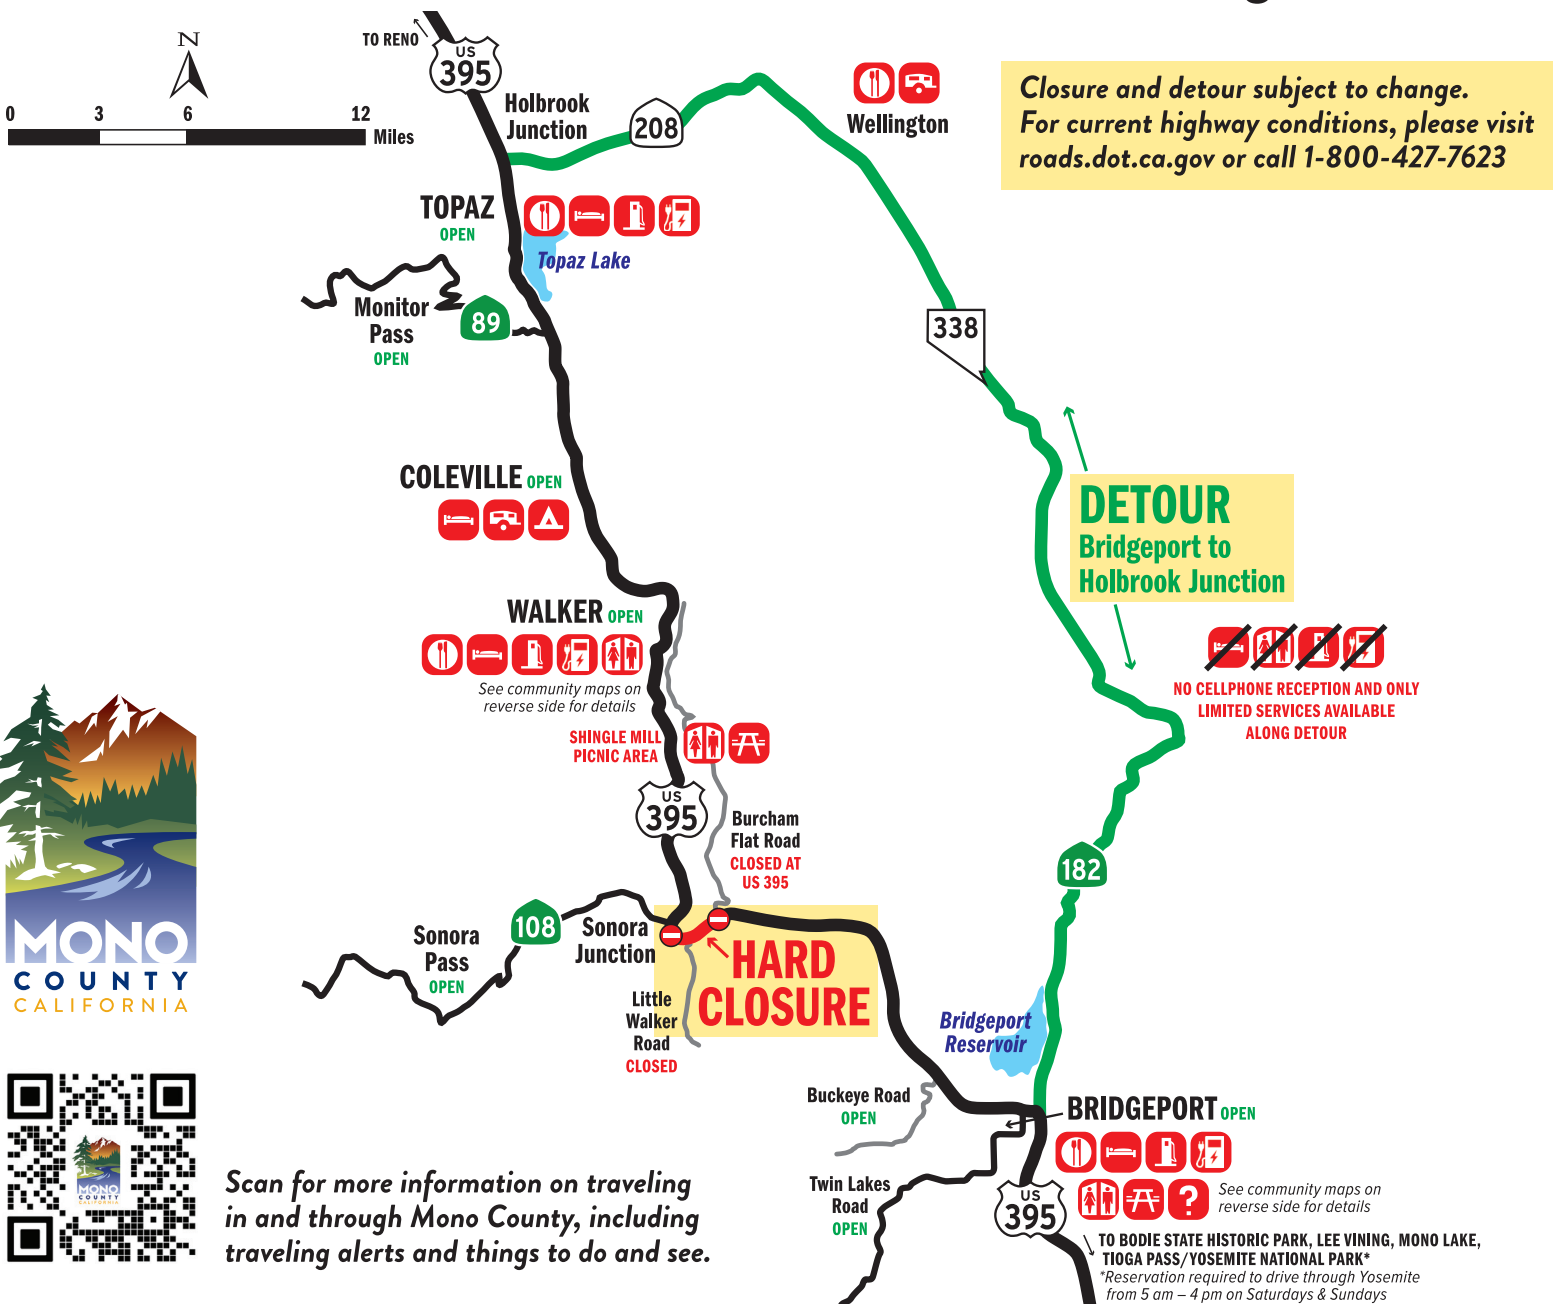 TO RENO
US
395
N
0 3 6 12
Miles
Holbrook
Junction
208
Wellington
Closure and detour subject to change.
For current highway conditions, please visit
roads.dot.ca.gov or call 1-800-427-7623
TOPAZ
OPEN
Topaz Lake
Monitor
Pass
OPEN
89
338
COLEVILLE OPEN
DETOUR
Bridgeport to
Holbrook Junction
WALKER OPEN
See community maps on
reverse side for details
NO CELLPHONE RECEPTION AND ONLY
LIMITED SERVICES AVAILABLE
ALONG DETOUR
SHINGLE MILL
PICNIC AREA
US
395
Burcham
Flat Road
CLOSED AT
US 395
182
108
Sonora
Junction
Sonora
Pass
OPEN
HARD
CLOSURE
Little
Walker
Road
CLOSED
MONO
COUNTY
CALIFORNIA
Bridgeport
Reservoir
Buckeye Road
OPEN
BRIDGEPORT OPEN
?
See community maps on
reverse side for details
Twin Lakes
Road
OPEN
US
395
MONO
COUNTY
CALIFORNIA
Scan for more information on traveling
in and through Mono County, including
traveling alerts and things to do and see.
TO BODIE STATE HISTORIC PARK, LEE VINING, MONO LAKE,
TIOGA PASS/YOSEMITE NATIONAL PARK*
*Reservation required to drive through Yosemite
from 5 am – 4 pm on Saturdays & Sundays